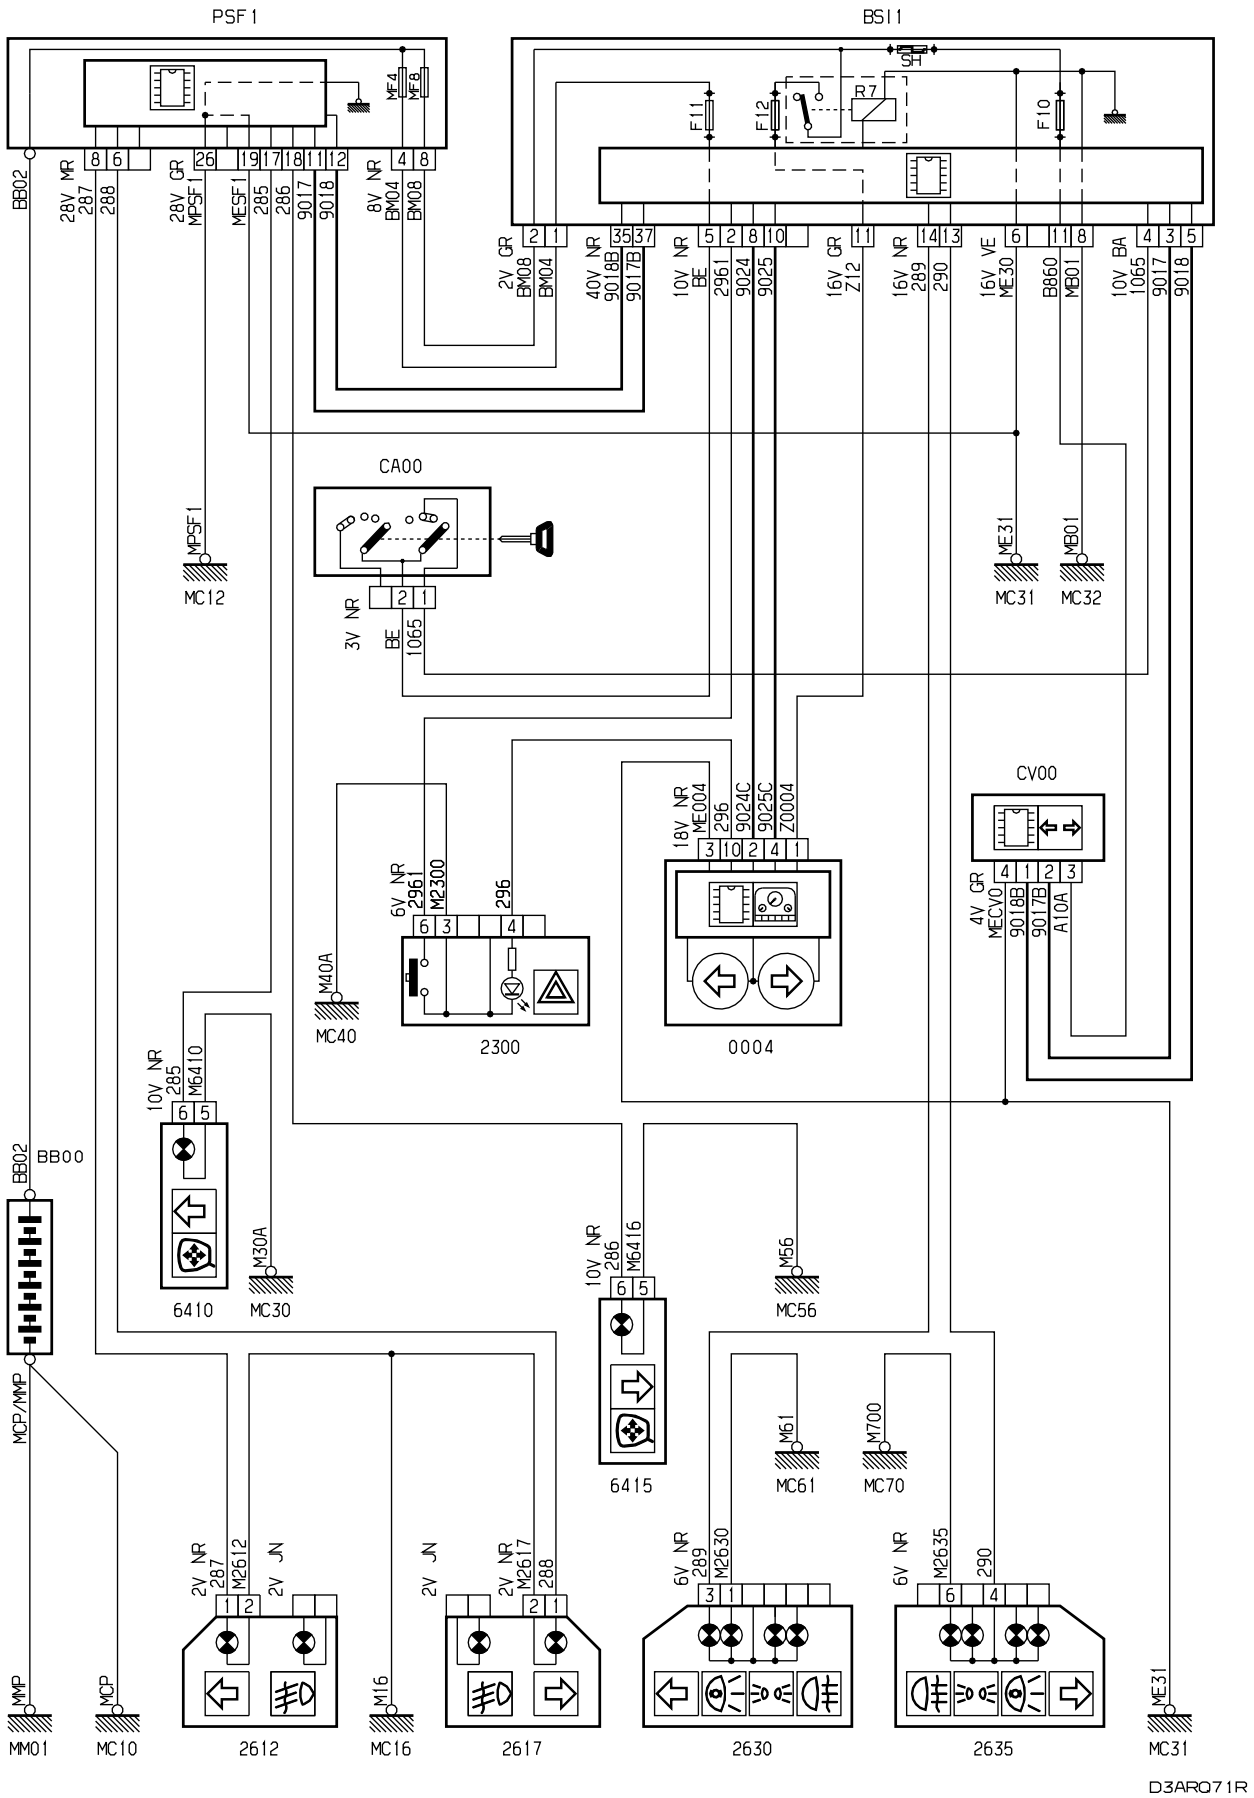 PSF1
BSI1
MF4
MF8
SH
F11
F12
R7
F10
8 6 26 19 17 18 11 12 4 8
BB02
28V MR
287
288
28V GR
MPSF1
MESF1
285
286
9017
9018
8V NR
BM04
BM08
2 1 35 37 5 2 8 10 11 14 13 6 11 8 4 3 5
2V GR
BM08
BM04
40V NR
9018B
9017B
10V NR
BE
2961
9024
9025
16V GR
Z12
16V NR
289
290
16V VE
ME30
B860
MB01
10V BA
1065
9017
9018
CA00
MPSF1
MC12
2 1
3V NR
BE
1065
ME31
MC31
MB01
MC32
CV00
4 1 2 3
4V GR
MECV0
9018B
9017B
A10A
18V NR
ME004
296
9024C
9025C
Z0004
3 10 2 4 1
0004
6V NR
2961
M2300
296
6 3 4
2300
M40A
MC40
10V NR
285
M6410
6 5
6410
M30A
MC30
BB02
BB00
10V NR
286
M6416
6 5
6415
M56
MC56
MCP/MMP
M61
MC61
M700
MC70
2V NR
287
M2612
2V JN
1 2
2612
2V JN
2V NR
M2617
288
2 1
2617
6V NR
289
M2630
3 1
2630
6V NR
M2635
290
6 4
2635
MMP
MM01
MCP
MC10
M16
MC16
ME31
MC31
D3ARQ71R